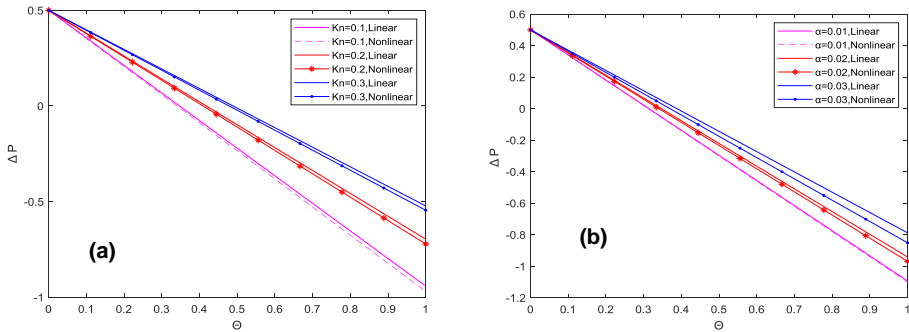 0.5
0
-0.5
-1
ΔP
0 0.1 0.2 0.3 0.4 0.5 0.6 0.7 0.8 0.9 1
Θ
Kn=0.1,Linear
Kn=0.1,Nonlinear
Kn=0.2,Linear
Kn=0.2,Nonlinear
Kn=0.3,Linear
Kn=0.3,Nonlinear
(a)
0.6
0.4
0.2
0
-0.2
-0.4
-0.6
-0.8
-1
-1.2
ΔP
0 0.1 0.2 0.3 0.4 0.5 0.6 0.7 0.8 0.9 1
Θ
α=0.01,Linear
α=0.01,Nonlinear
α=0.02,Linear
α=0.02,Nonlinear
α=0.03,Linear
α=0.03,Nonlinear
(b)